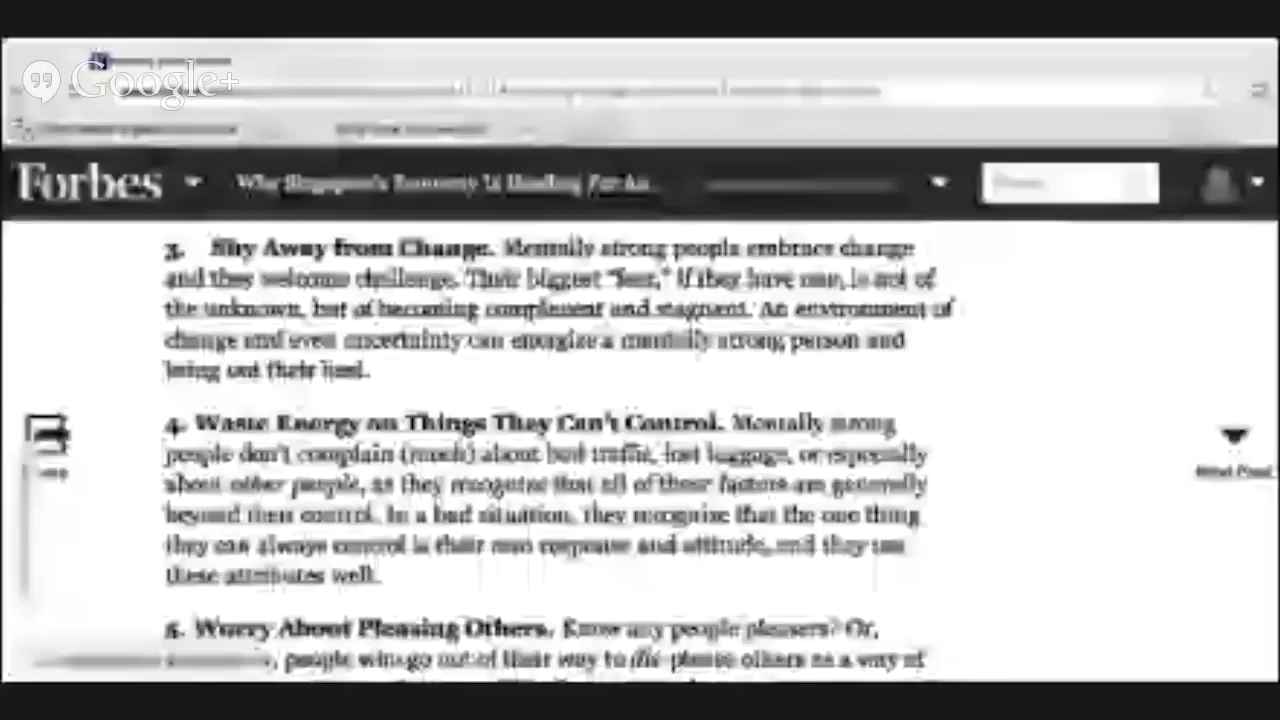 Google+
Forbes Why Singapore's Economy Is Heading For An
3. Shy Away from Change. Mentally strong people embrace change
and they welcome challenge. Their biggest "fear," if they have one, is not of
the unknown, but of becoming complacent and stagnant. An environment of
change and even uncertainty can energize a mentally strong person and
bring out their best.
4. Waste Energy on Things They Can't Control. Mentally strong
people don't complain (much) about bad traffic, lost luggage, or especially
about other people, as they recognize that all of these factors are generally
beyond their control. In a bad situation, they recognize that the one thing
they can always control is their own response and attitude, and they use
these attributes well.
5. Worry About Pleasing Others. Know any people pleasers? Or,
people who go out of their way to dis-please others as a way of